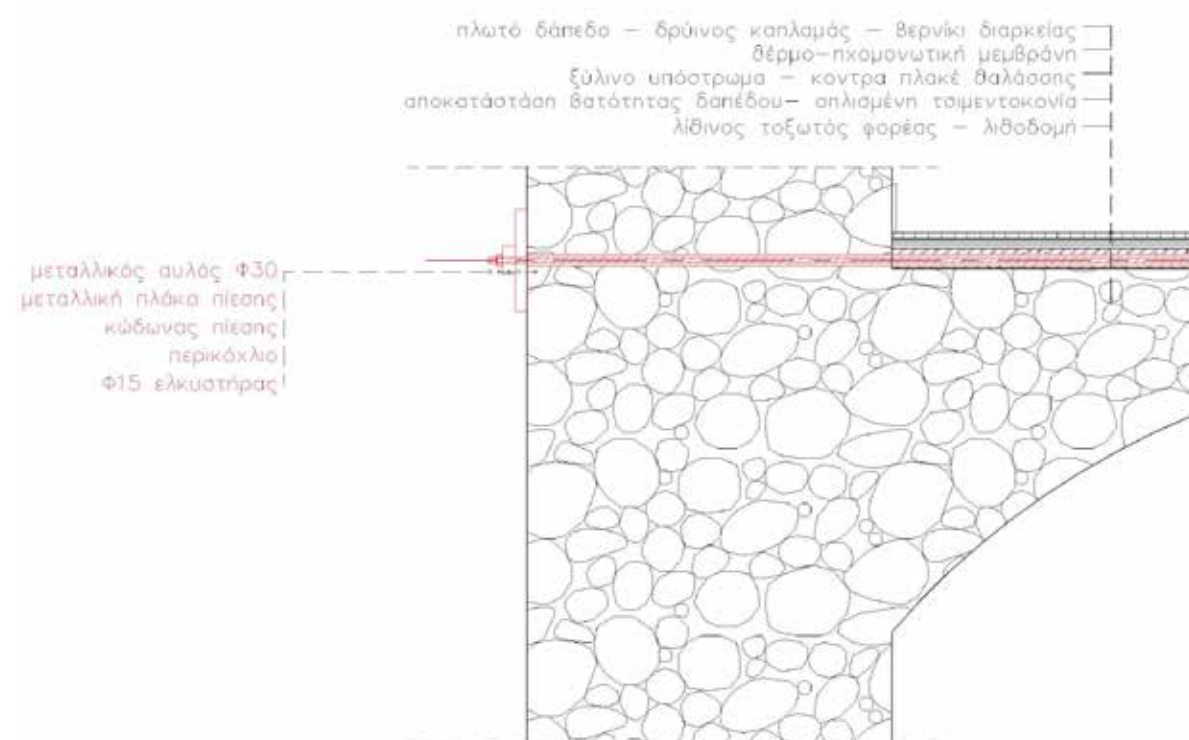 πλωτό δάπεδο – δρύινος καπλαμάς – βερνίκι διαρκείας
θέρμο-ηχομονωτική μεμβράνη
ξύλινο υπόστρωμα – κοντρα πλακέ θαλάσσης
αποκατάσταση βατότητας δαπέδου– οπλισμένη τσιμεντοκονία
λίθινος τοξωτός φορέας – λιθοδομή
μεταλλικός αυλός Φ30
μεταλλική πλάκα πίεσης
κώδωνας πίεσης
περικόχλιο
Φ15 ελκυστήρας